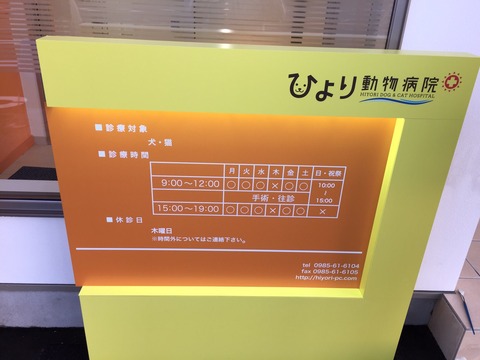 ひより動物病院
HIYORI DOG & CAT HOSPITAL
■診療対象
犬・猫
■診療時間
月 火 水 木 金 土 日・祝祭
9:00〜12:00 ○ ○ ○ × ○ ○ 10:00 〜 15:00
手術・往診
15:00〜19:00 ○ ○ ○ × ○ ○ ×
■休診日
木曜日
※時間外についてはご連絡下さい。
tel 0985-61-6104
fax 0985-61-6105
http://hiyori-pc.com